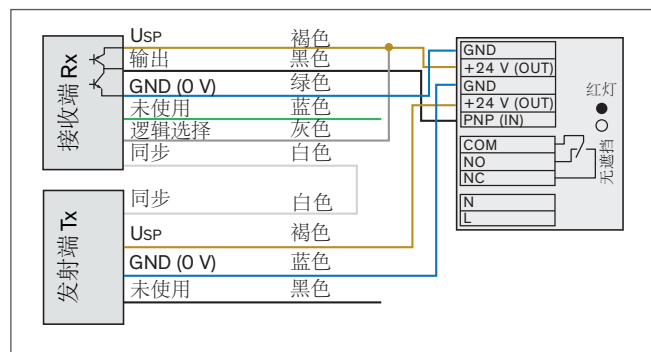 接收端 Rx
USP 褐色
输出 黑色
GND (0 V) 绿色
未使用 蓝色
逻辑选择 灰色
同步 白色
发射端 Tx
同步 白色
USP 褐色
GND (0 V) 蓝色
未使用 黑色
GND
+24 V (OUT)
GND
+24 V (OUT)
PNP (IN)
COM
NO
NC
N
L
红灯
无遮挡